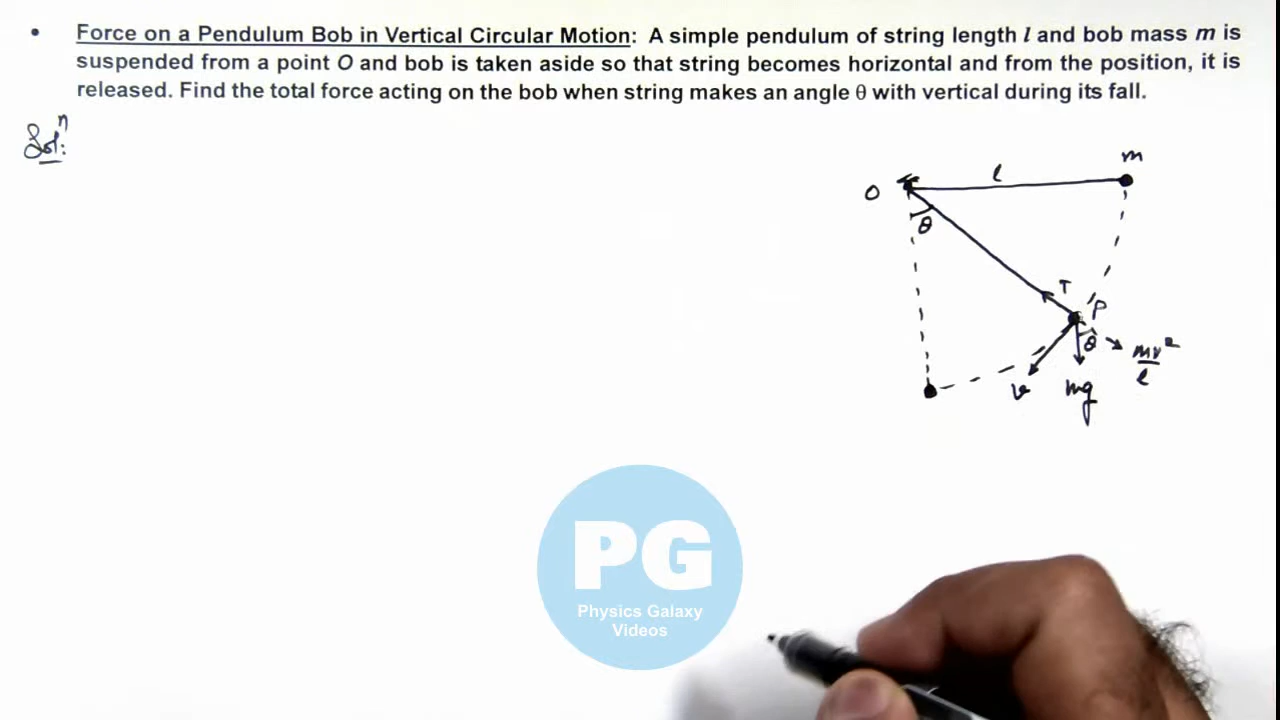 • Force on a Pendulum Bob in Vertical Circular Motion: A simple pendulum of string length l and bob mass m is
suspended from a point O and bob is taken aside so that string becomes horizontal and from the position, it is
released. Find the total force acting on the bob when string makes an angle θ with vertical during its fall.
Solⁿ:
m
l
O
θ
T
P
θ
mv²/l
v
mg
PG
Physics Galaxy
Videos